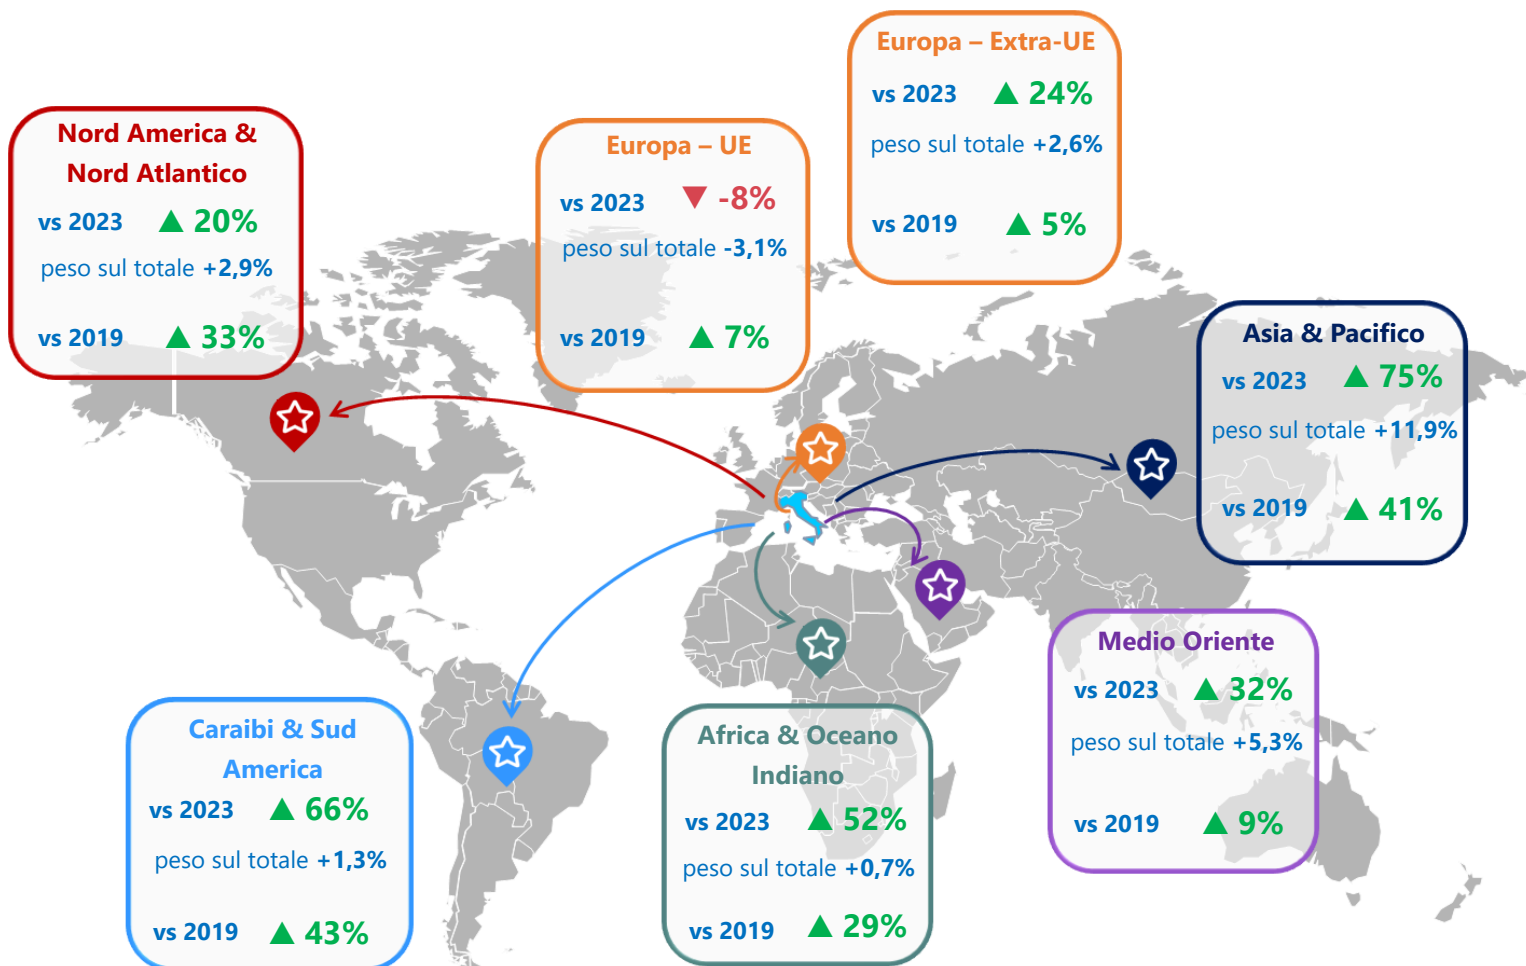 Nord America &
Nord Atlantico
vs 2023 ▲ 20%
peso sul totale +2,9%
vs 2019 ▲ 33%
Europa – UE
vs 2023 ▼ -8%
peso sul totale -3,1%
vs 2019 ▲ 7%
Europa – Extra-UE
vs 2023 ▲ 24%
peso sul totale +2,6%
vs 2019 ▲ 5%
Asia & Pacifico
vs 2023 ▲ 75%
peso sul totale +11,9%
vs 2019 ▲ 41%
Caraibi & Sud
America
vs 2023 ▲ 66%
peso sul totale +1,3%
vs 2019 ▲ 43%
Africa & Oceano
Indiano
vs 2023 ▲ 52%
peso sul totale +0,7%
vs 2019 ▲ 29%
Medio Oriente
vs 2023 ▲ 32%
peso sul totale +5,3%
vs 2019 ▲ 9%